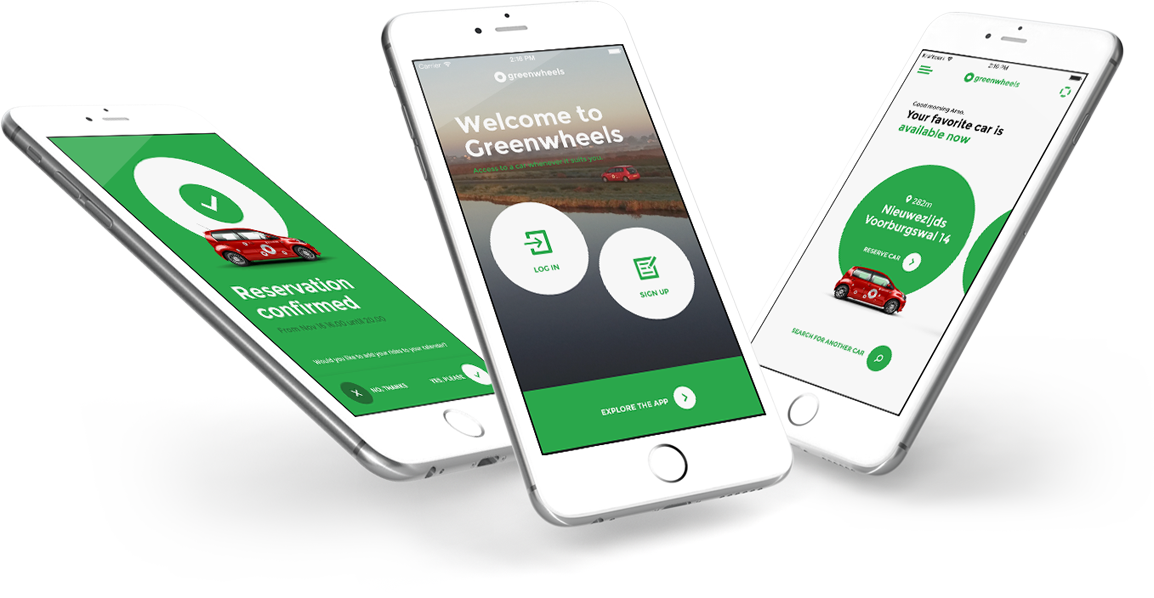 Reservation
confirmed
From Nov 16 16.00 until 20.00
Would you like to add your rides to your calendar?
NO, THANKS
YES, PLEASE
Carrier
2:16 PM
greenwheels
Welcome to
Greenwheels
Access to a car whenever it suits you.
LOG IN
SIGN UP
EXPLORE THE APP
2:16 PM
greenwheels
Good morning Arno,
Your favorite car is
available now
282m
Nieuwezijds
Voorburgswal 14
RESERVE CAR
SEARCH FOR ANOTHER CAR